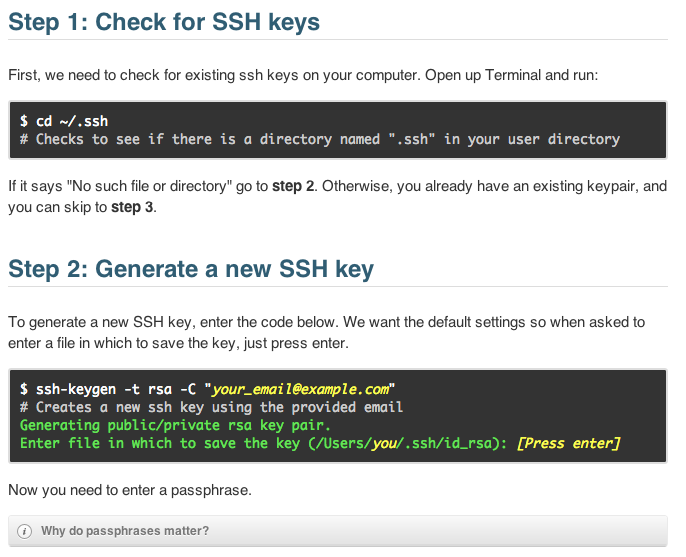 Step 1: Check for SSH keys
First, we need to check for existing ssh keys on your computer. Open up Terminal and run:
$ cd ~/.ssh
# Checks to see if there is a directory named ".ssh" in your user directory
If it says "No such file or directory" go to step 2. Otherwise, you already have an existing keypair, and
you can skip to step 3.
Step 2: Generate a new SSH key
To generate a new SSH key, enter the code below. We want the default settings so when asked to
enter a file in which to save the key, just press enter.
$ ssh-keygen -t rsa -C "your_email@example.com"
# Creates a new ssh key using the provided email
Generating public/private rsa key pair.
Enter file in which to save the key (/Users/you/.ssh/id_rsa): [Press enter]
Now you need to enter a passphrase.
i Why do passphrases matter?